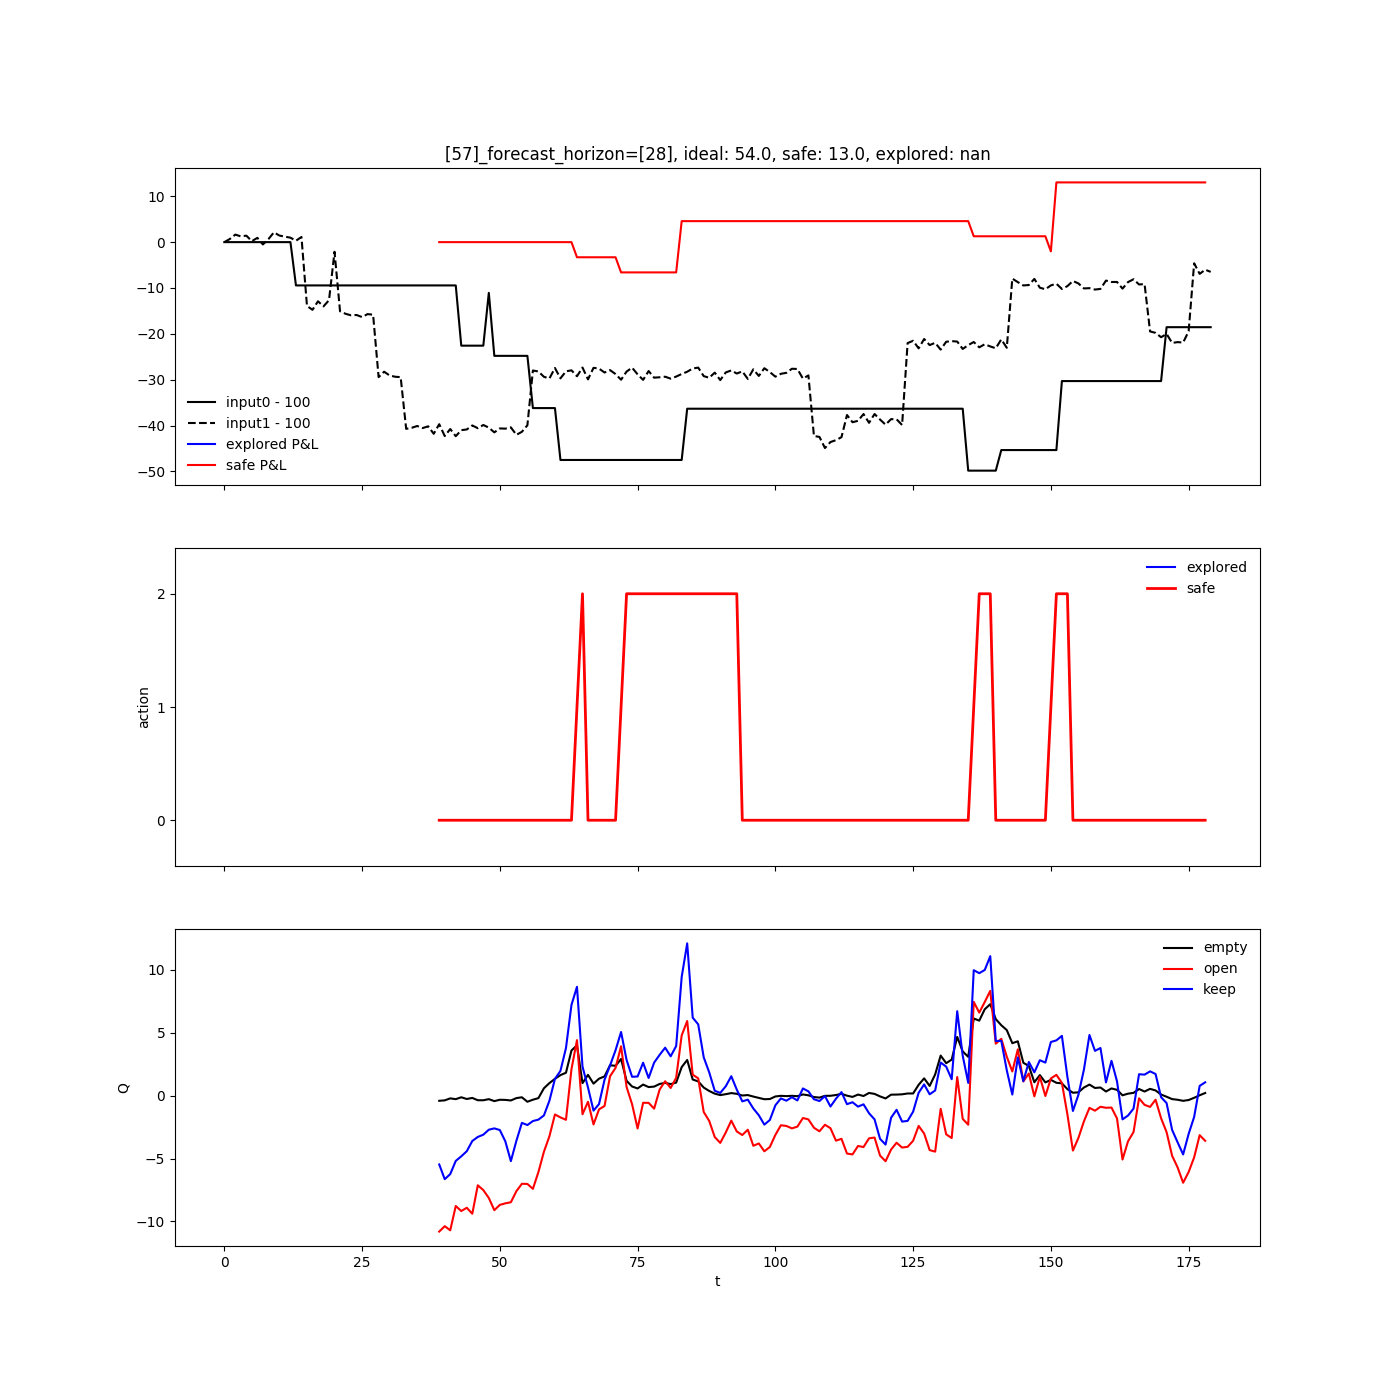 [57]_forecast_horizon=[28], ideal: 54.0, safe: 13.0, explored: nan
10
0
−10
−20
−30
−40
−50
input0 - 100
input1 - 100
explored P&L
safe P&L
2
1
0
action
explored
safe
10
5
0
−5
−10
Q
empty
open
keep
0
25
50
75
100
125
150
175
t